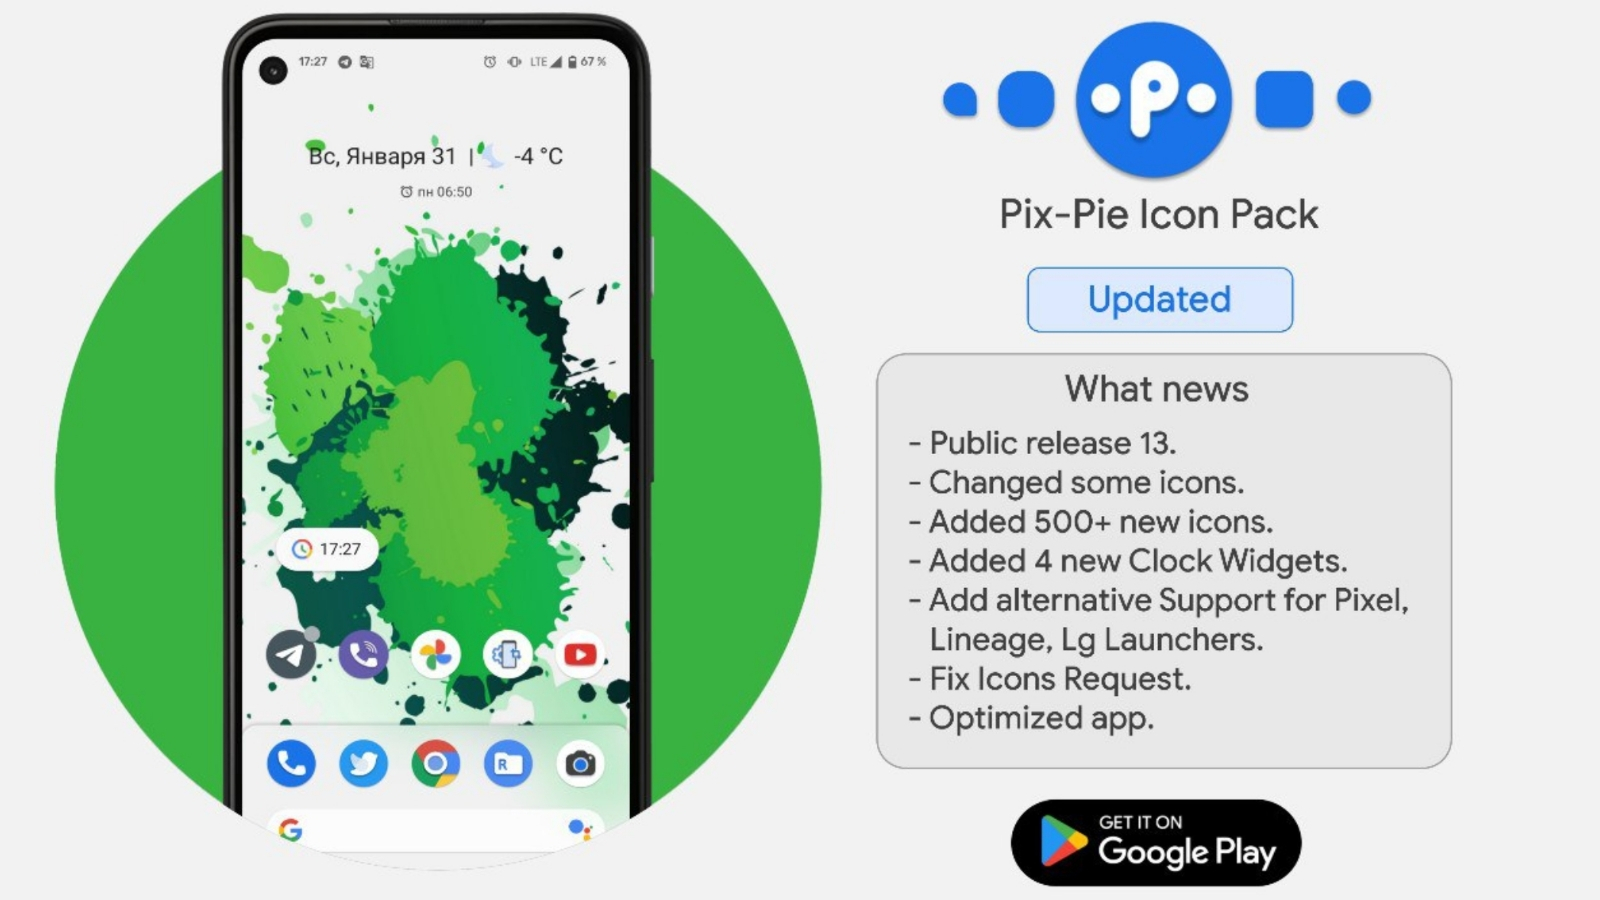 17:27
LTE 67 %
Вс, Января 31 | -4 °C
пн 06:50
17:27
R
G
P
Pix-Pie Icon Pack
Updated
What news
- Public release 13.
- Changed some icons.
- Added 500+ new icons.
- Added 4 new Clock Widgets.
- Add alternative Support for Pixel,
Lineage, Lg Launchers.
- Fix Icons Request.
- Optimized app.
GET IT ON
Google Play